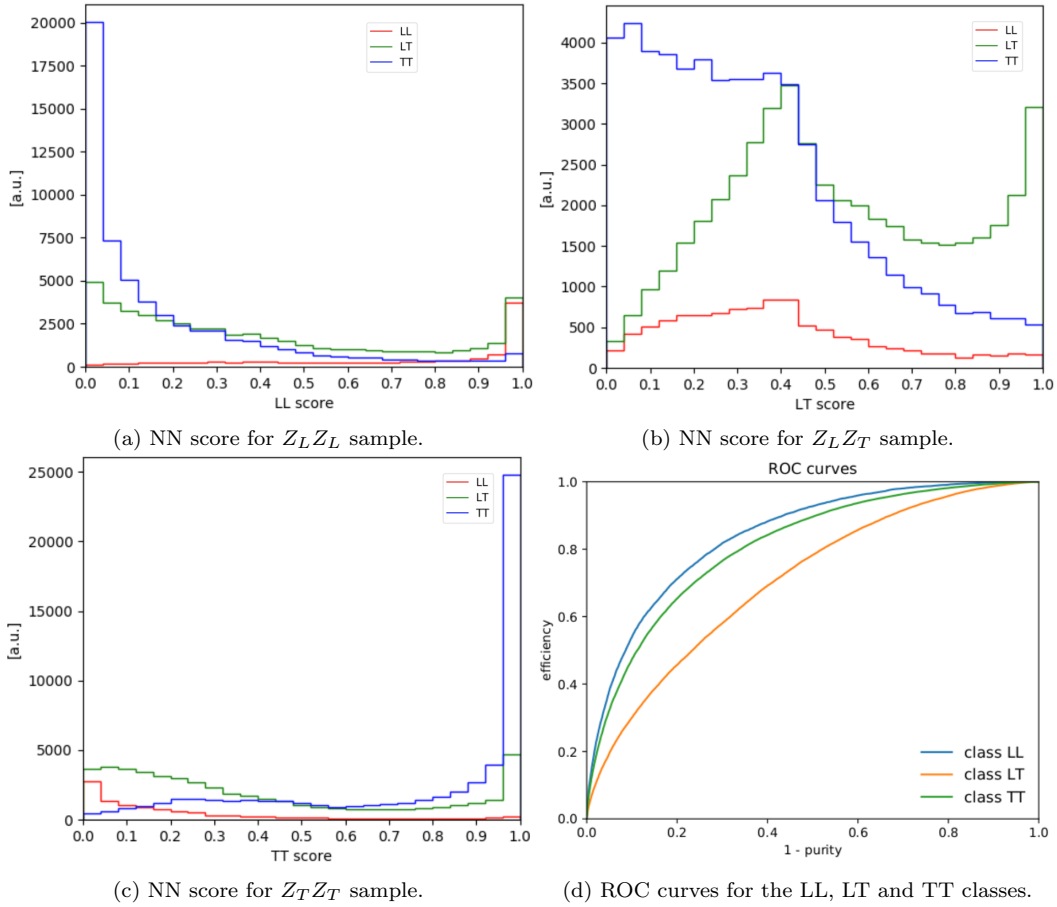 20000
17500
15000
12500
10000
7500
5000
2500
0
[a.u.]
LL
LT
TT
0.0 0.1 0.2 0.3 0.4 0.5 0.6 0.7 0.8 0.9 1.0
LL score
(a) NN score for Z_L Z_L sample.
4000
3500
3000
2500
2000
1500
1000
500
0
[a.u.]
LL
LT
TT
0.0 0.1 0.2 0.3 0.4 0.5 0.6 0.7 0.8 0.9 1.0
LT score
(b) NN score for Z_L Z_T sample.
25000
20000
15000
10000
5000
0
[a.u.]
LL
LT
TT
0.0 0.1 0.2 0.3 0.4 0.5 0.6 0.7 0.8 0.9 1.0
TT score
(c) NN score for Z_T Z_T sample.
ROC curves
1.0
0.8
0.6
0.4
0.2
0.0
efficiency
class LL
class LT
class TT
0.0 0.2 0.4 0.6 0.8 1.0
1 - purity
(d) ROC curves for the LL, LT and TT classes.